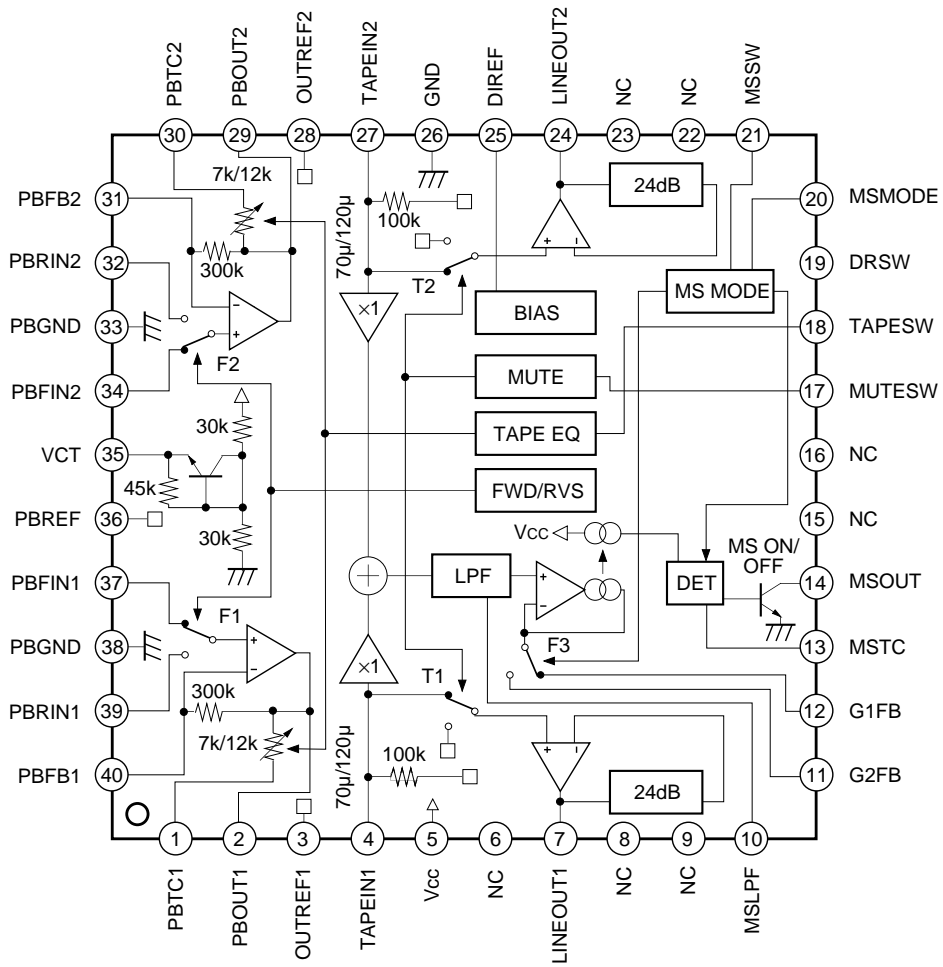 PBTC2
PBOUT2
OUTREF2
TAPEIN2
GND
DIREF
LINEOUT2
NC
NC
MSSW
30
29
28
27
26
25
24
23
22
21
7k/12k
24dB
PBFB2
31
70μ/120μ
100k
20
MSMODE
300k
PBRIN2
32
T2
19
DRSW
MS MODE
×1
BIAS
PBGND
33
−
+
18
TAPESW
+
−
F2
MUTE
PBFIN2
34
17
MUTESW
30k
TAPE EQ
VCT
35
16
NC
45k
FWD/RVS
PBREF
36
30k
Vcc
15
NC
MS ON/
OFF
PBFIN1
37
LPF
+
−
DET
14
MSOUT
F1
PBGND
38
+
−
×1
F3
13
MSTC
T1
300k
PBRIN1
39
12
G1FB
7k/12k
70μ/120μ
100k
+
−
PBFB1
40
11
G2FB
24dB
1
2
3
4
5
6
7
8
9
10
PBTC1
PBOUT1
OUTREF1
TAPEIN1
Vcc
NC
LINEOUT1
NC
NC
MSLPF